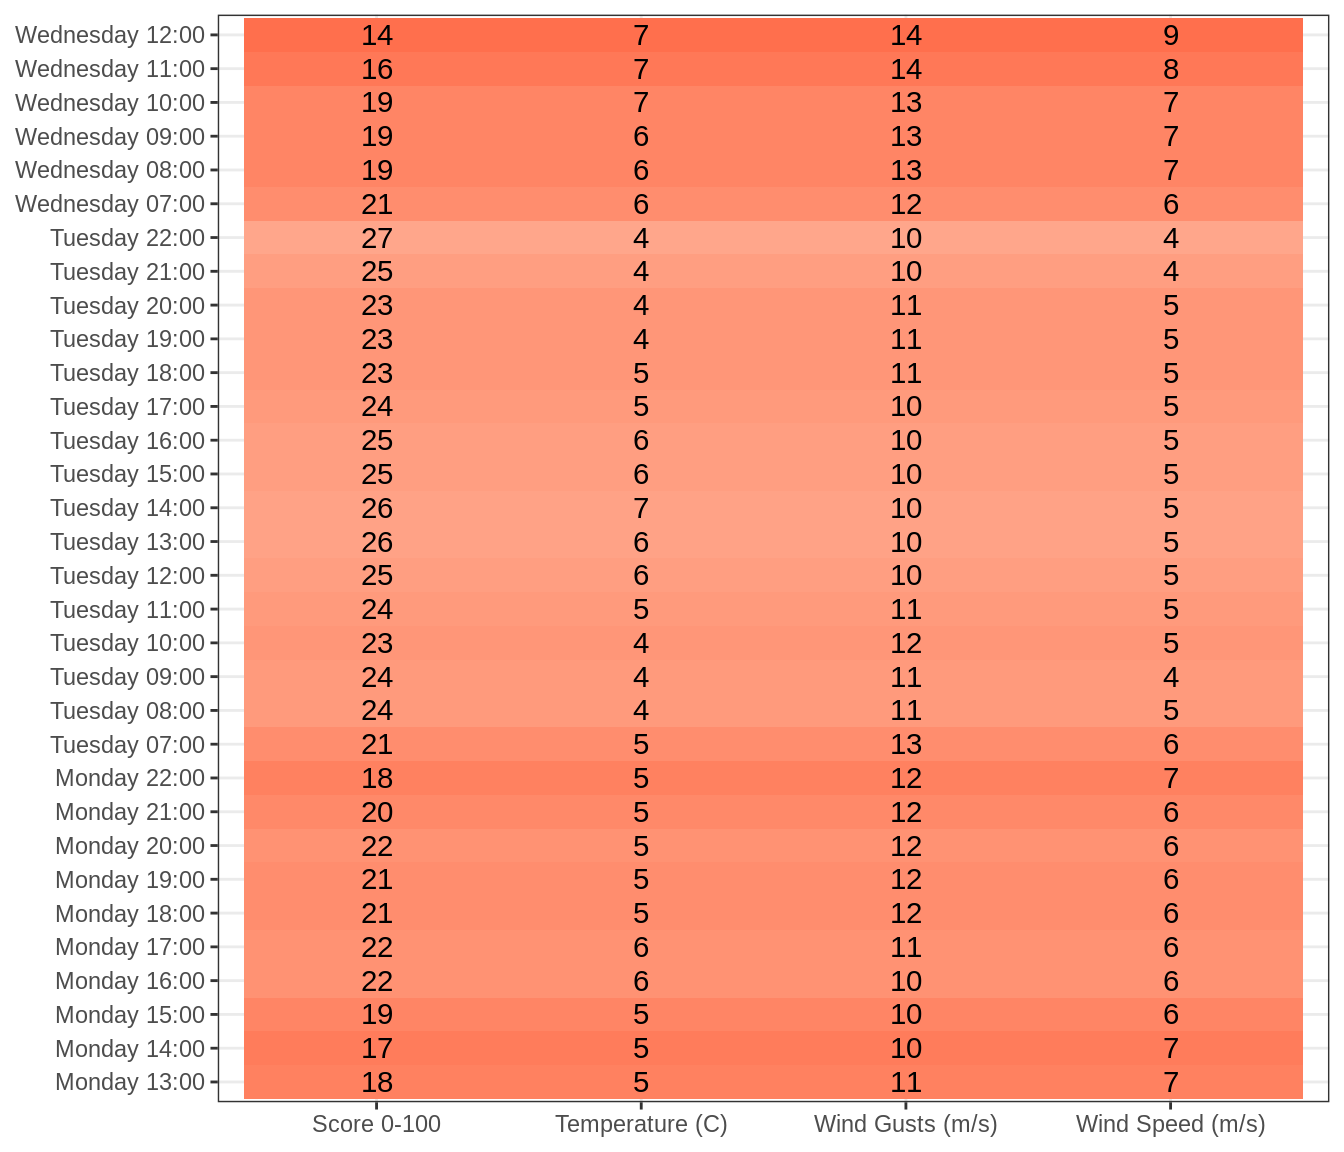 Wednesday 12:00 14 7 14 9
Wednesday 11:00 16 7 14 8
Wednesday 10:00 19 7 13 7
Wednesday 09:00 19 6 13 7
Wednesday 08:00 19 6 13 7
Wednesday 07:00 21 6 12 6
Tuesday 22:00 27 4 10 4
Tuesday 21:00 25 4 10 4
Tuesday 20:00 23 4 11 5
Tuesday 19:00 23 4 11 5
Tuesday 18:00 23 5 11 5
Tuesday 17:00 24 5 10 5
Tuesday 16:00 25 6 10 5
Tuesday 15:00 25 6 10 5
Tuesday 14:00 26 7 10 5
Tuesday 13:00 26 6 10 5
Tuesday 12:00 25 6 10 5
Tuesday 11:00 24 5 11 5
Tuesday 10:00 23 4 12 5
Tuesday 09:00 24 4 11 4
Tuesday 08:00 24 4 11 5
Tuesday 07:00 21 5 13 6
Monday 22:00 18 5 12 7
Monday 21:00 20 5 12 6
Monday 20:00 22 5 12 6
Monday 19:00 21 5 12 6
Monday 18:00 21 5 12 6
Monday 17:00 22 6 11 6
Monday 16:00 22 6 10 6
Monday 15:00 19 5 10 6
Monday 14:00 17 5 10 7
Monday 13:00 18 5 11 7
Score 0-100 Temperature (C) Wind Gusts (m/s) Wind Speed (m/s)